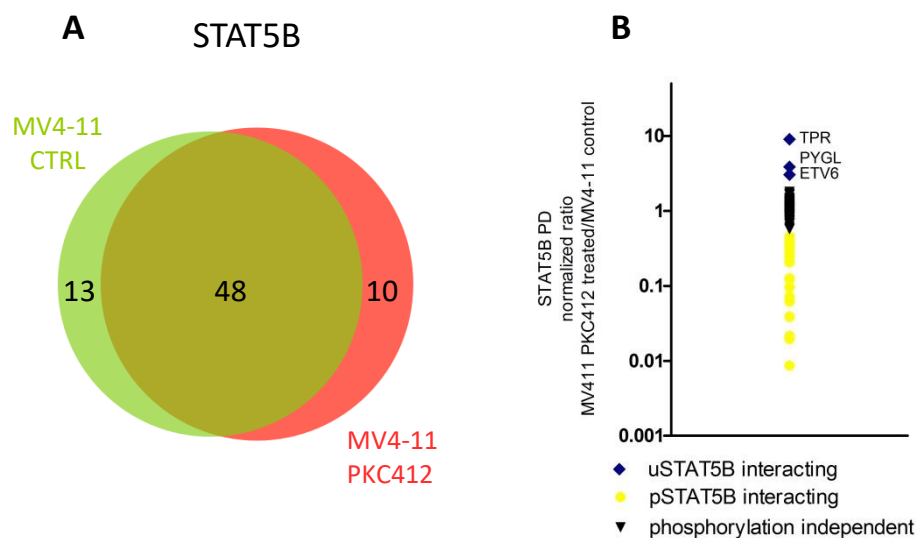 A
STAT5B
MV4-11
CTRL
13
48
10
MV4-11
PKC412
B
STAT5B PD
normalized ratio
MV411 PKC412 treated/MV4-11 control
10
1
0.1
0.01
0.001
TPR
PYGL
ETV6
uSTAT5B interacting
pSTAT5B interacting
phosphorylation independent